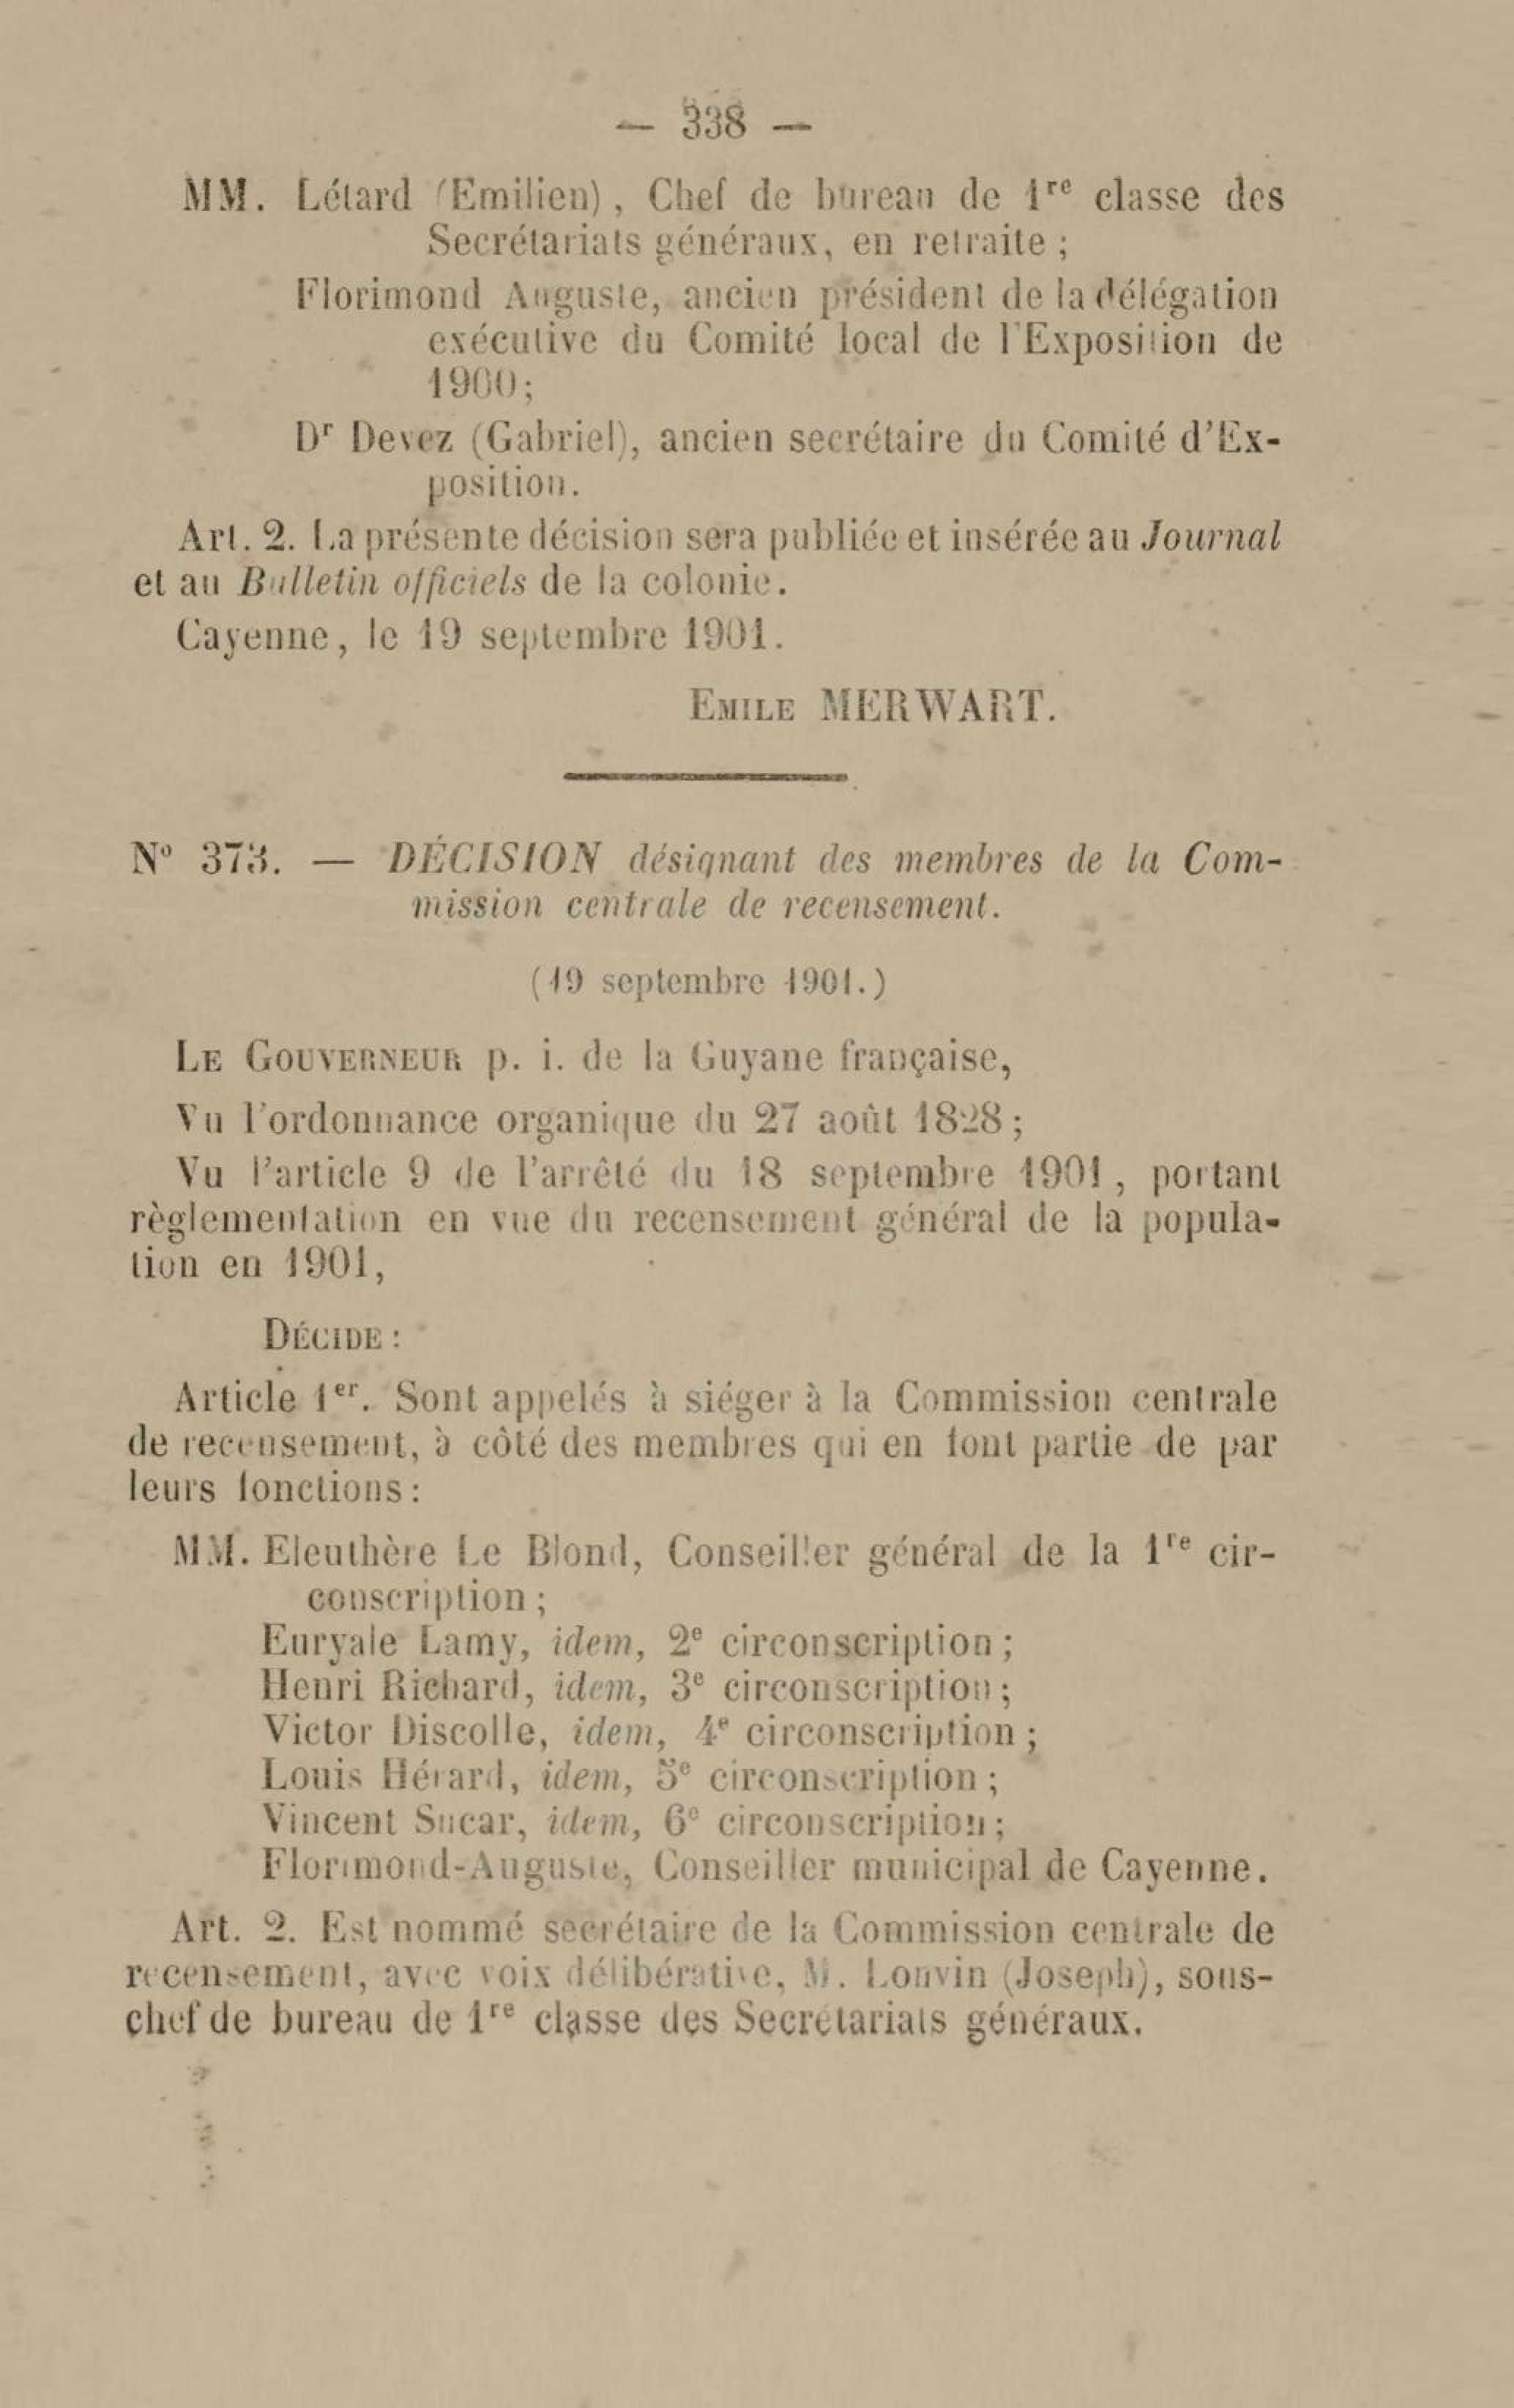 — 338 —
MM. Létard (Emilien), Chef de bureau de 1re classe des
Secrétariats généraux, en retraite ;
Florimond Auguste, ancien président de la délégation
exécutive du Comité local de l'Exposition de
1900;
Dr Devez (Gabriel), ancien secrétaire du Comité d'Ex-
position.
Art. 2. La présente décision sera publiée et insérée au Journal
et au Bulletin officiels de la colonie.
Cayenne, le 19 septembre 1901.
EMILE MERWART.
No 373. — DÉCISION désignant des membres de la Com-
mission centrale de recensement.
(19 septembre 1901.)
LE GOUVERNEUR p. i. de la Guyane française,
Vu l'ordonnance organique du 27 août 1828;
Vu l'article 9 de l'arrêté du 18 septembre 1901, portant
règlementation en vue du recensement général de la popula-
tion en 1901,
DÉCIDE :
Article 1er. Sont appelés à siéger à la Commission centrale
de recensement, à côté des membres qui en font partie de par
leurs fonctions:
MM. Eleuthère Le Blond, Conseiller général de la 1re cir-
conscription ;
Euryale Lamy, idem, 2e circonscription ;
Henri Richard, idem, 3e circonscription ;
Victor Discolle, idem, 4e circonscription ;
Louis Hérard, idem, 5e circonscription ;
Vincent Sucar, idem, 6e circonscription ;
Florimond-Auguste, Conseiller municipal de Cayenne.
Art. 2. Est nommé secrétaire de la Commission centrale de
recensement, avec voix délibérative, M. Lonvin (Joseph), sous-
chef de bureau de 1re classe des Secrétariats généraux.